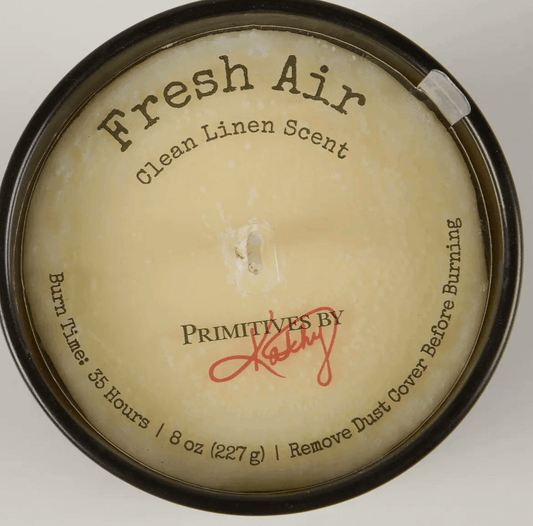 Fresh Air
Clean Linen Scent
PRIMITIVES BY
Kathy
Burn Time: 35 Hours | 8 oz (227 g) | Remove Dust Cover Before Burning